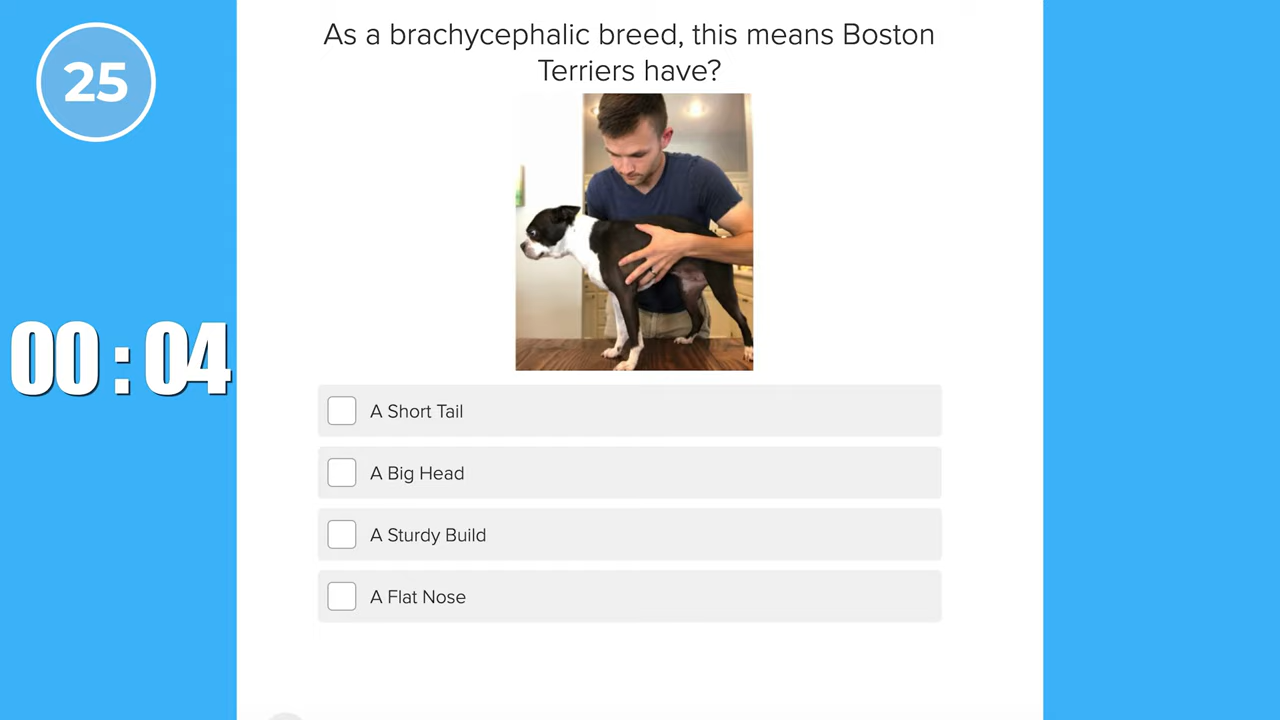 25
As a brachycephalic breed, this means Boston
Terriers have?
00:04
A Short Tail
A Big Head
A Sturdy Build
A Flat Nose